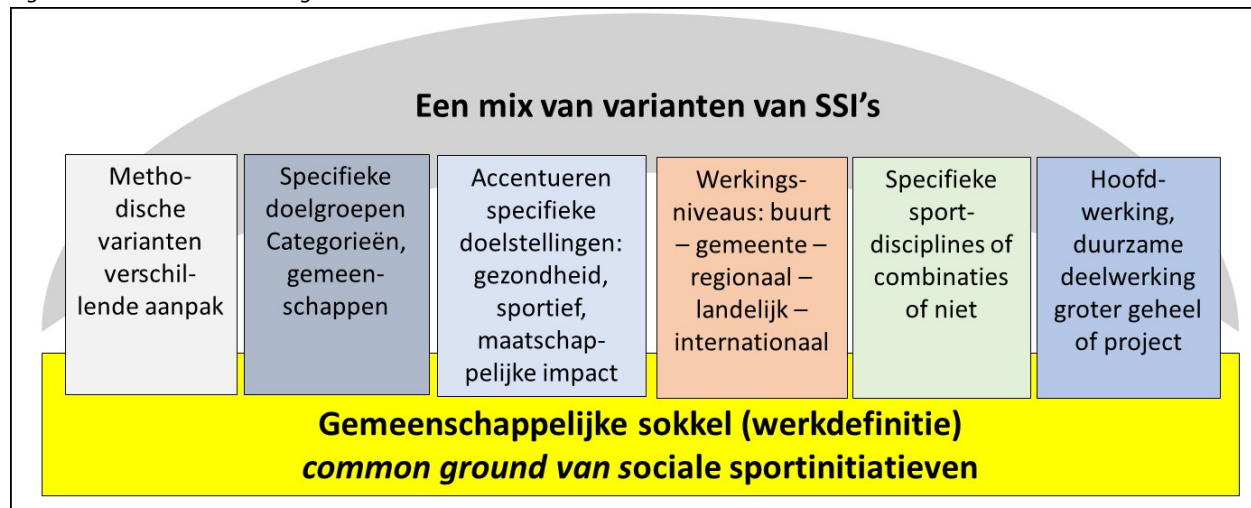 Een mix van varianten van SSI's
Metho-
dische
varianten
verschil-
lende aanpak
Specifieke
doelgroepen
Categorieën,
gemeen-
schappen
Accentueren
specifieke
doelstellingen:
gezondheid,
sportief,
maatschap-
pelijke impact
Werkings-
niveaus: buurt
– gemeente –
regionaal –
landelijk –
internationaal
Specifieke
sport-
disciplines of
combinaties
of niet
Hoofd-
werking,
duurzame
deelwerking
groter geheel
of project
Gemeenschappelijke sokkel (werkdefinitie)
common ground van sociale sportinitiatieven